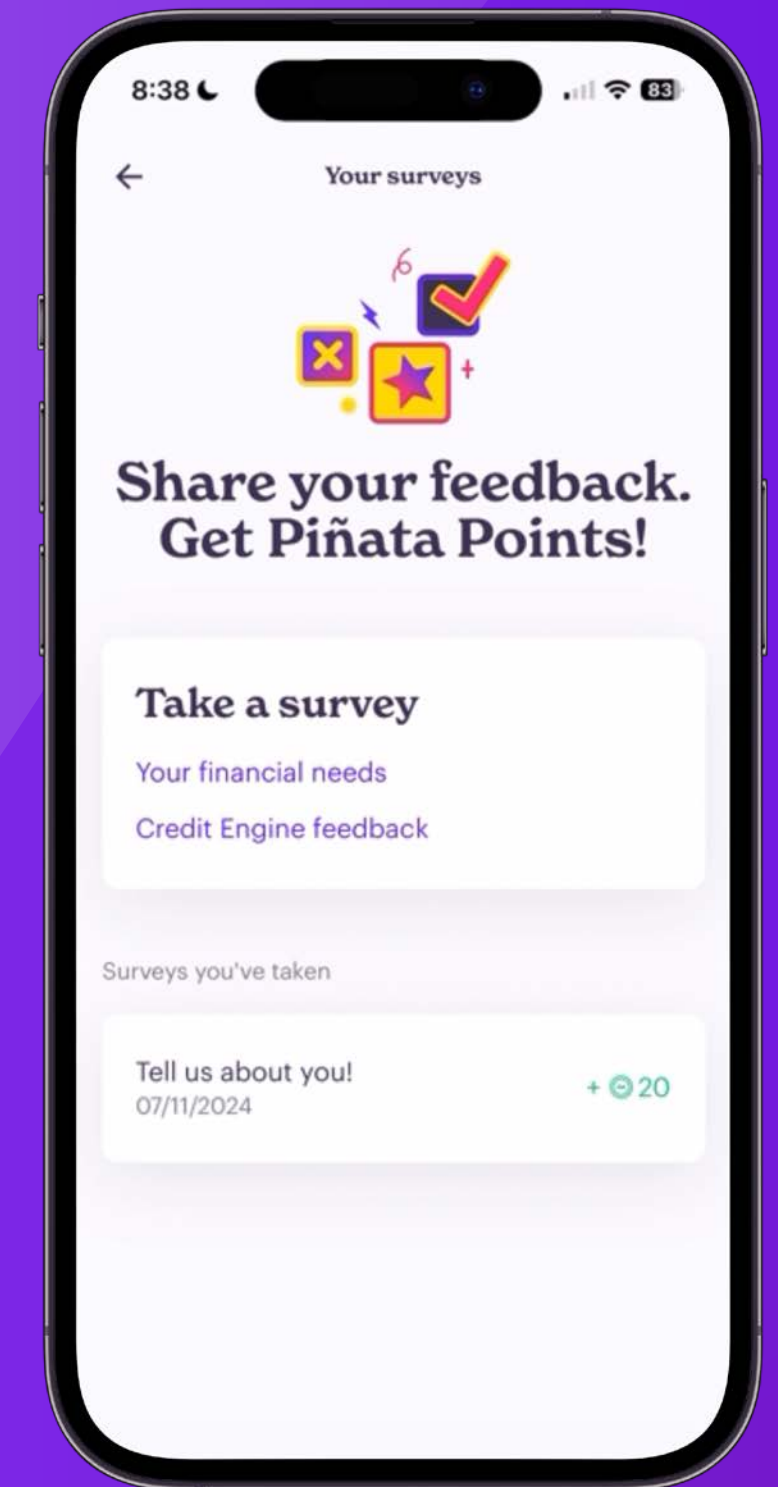 8:38
83
Your surveys
Share your feedback.
Get Piñata Points!
Take a survey
Your financial needs
Credit Engine feedback
Surveys you've taken
Tell us about you!
07/11/2024
+ 20